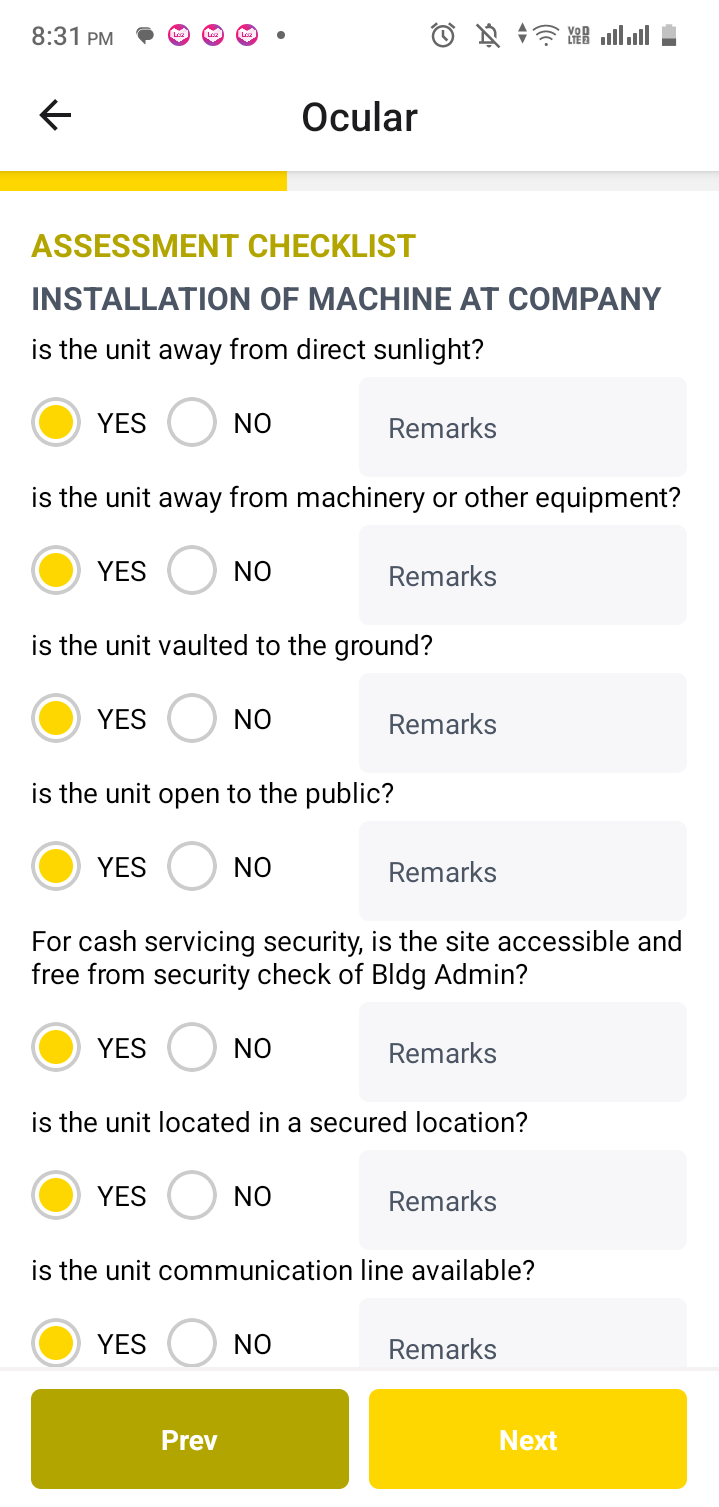 8:31 PM
Ocular
ASSESSMENT CHECKLIST
INSTALLATION OF MACHINE AT COMPANY
is the unit away from direct sunlight?
YES NO Remarks
is the unit away from machinery or other equipment?
YES NO Remarks
is the unit vaulted to the ground?
YES NO Remarks
is the unit open to the public?
YES NO Remarks
For cash servicing security, is the site accessible and
free from security check of Bldg Admin?
YES NO Remarks
is the unit located in a secured location?
YES NO Remarks
is the unit communication line available?
YES NO Remarks
Prev Next